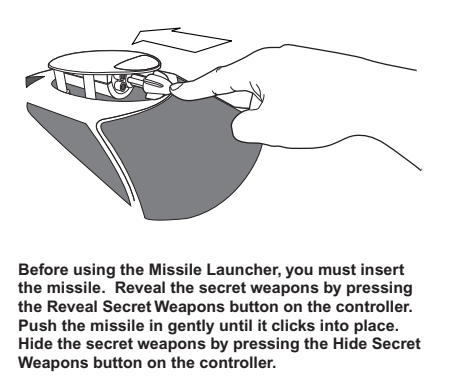 Before using the Missile Launcher, you must insert
the missile.  Reveal the secret weapons by pressing
the Reveal Secret Weapons button on the controller.
Push the missile in gently until it clicks into place.
Hide the secret weapons by pressing the Hide Secret
Weapons button on the controller.